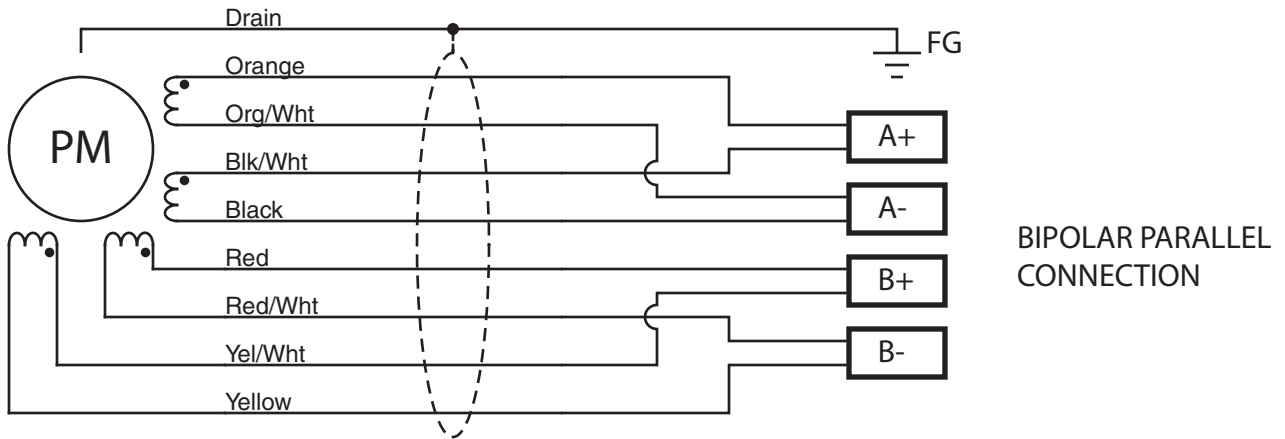 Drain
FG
Orange
Org/Wht
A+
PM
Blk/Wht
A-
Black
BIPOLAR PARALLEL
CONNECTION
Red
B+
Red/Wht
Yel/Wht
B-
Yellow